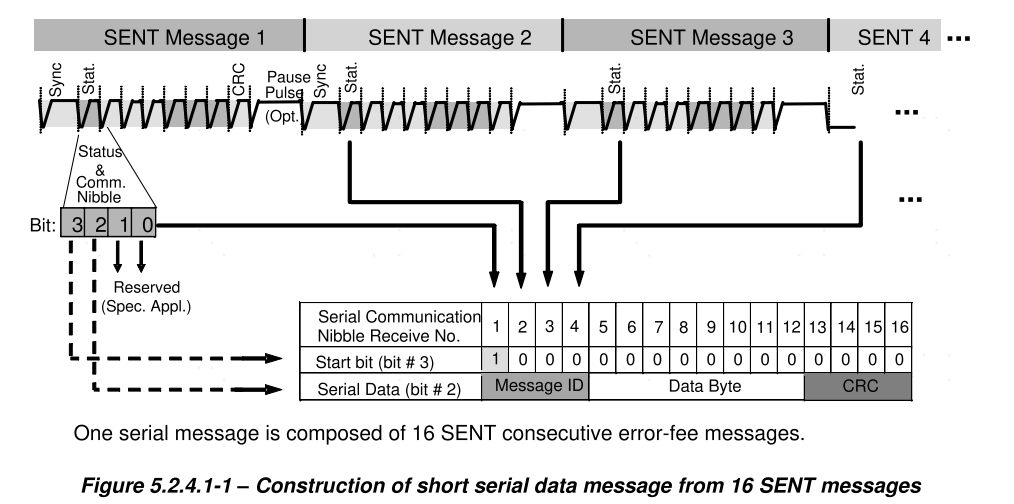 SENT Message 1 SENT Message 2 SENT Message 3 SENT 4 ...
Sync Stat. CRC Pause Pulse (Opt.) Sync Stat. Stat. Stat.
...
Status
&
Comm.
Nibble
...
Bit: 3 2 1 0
Reserved
(Spec. Appl.)
Serial Communication
Nibble Receive No. 1 2 3 4 5 6 7 8 9 10 11 12 13 14 15 16
Start bit (bit # 3) 1 0 0 0 0 0 0 0 0 0 0 0 0 0 0 0
Serial Data (bit # 2) Message ID Data Byte CRC
One serial message is composed of 16 SENT consecutive error-fee messages.
Figure 5.2.4.1-1 – Construction of short serial data message from 16 SENT messages